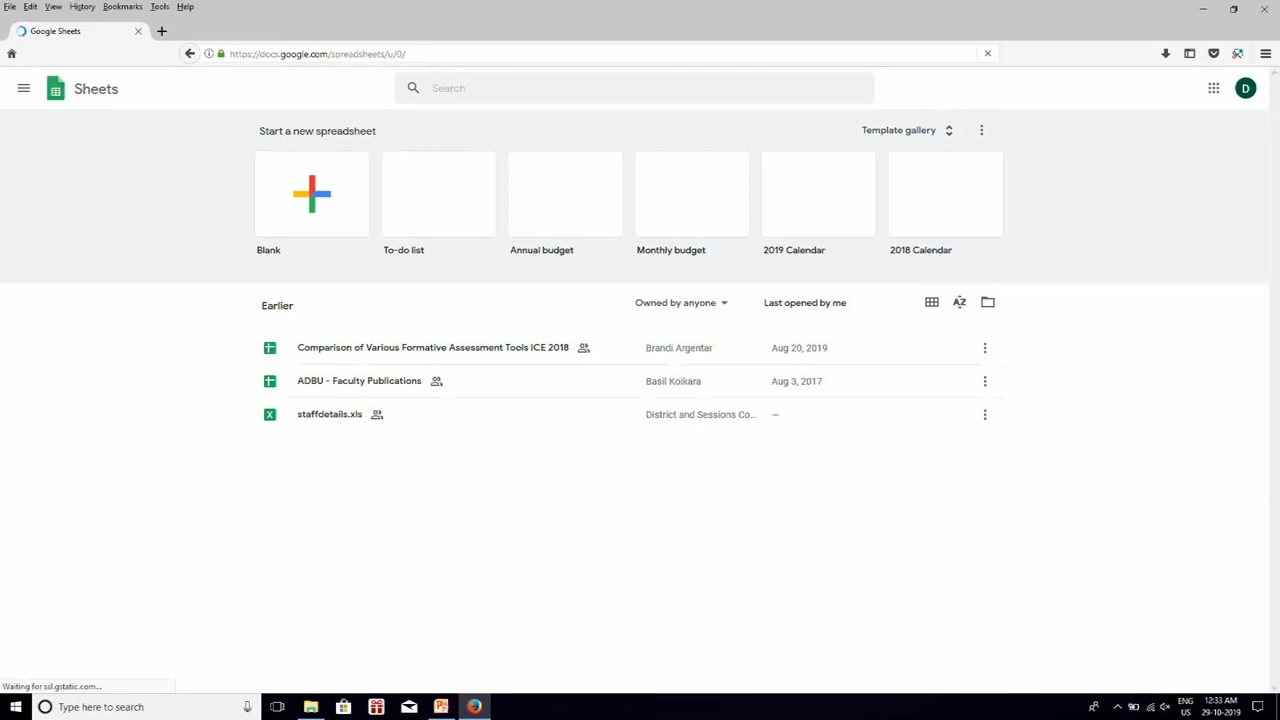 File Edit View History Bookmarks Tools Help
Google Sheets
https://docs.google.com/spreadsheets/u/0/
Sheets
Search
D
Start a new spreadsheet
Template gallery
Blank
To-do list
Annual budget
Monthly budget
2019 Calendar
2018 Calendar
Earlier
Owned by anyone
Last opened by me
Comparison of Various Formative Assessment Tools ICE 2018
Brandi Argentar
Aug 20, 2019
ADBU - Faculty Publications
Basil Koikara
Aug 3, 2017
staffdetails.xls
District and Sessions Co...
—
Waiting for ssl.gstatic.com...
Type here to search
ENG
US
12:33 AM
29-10-2019